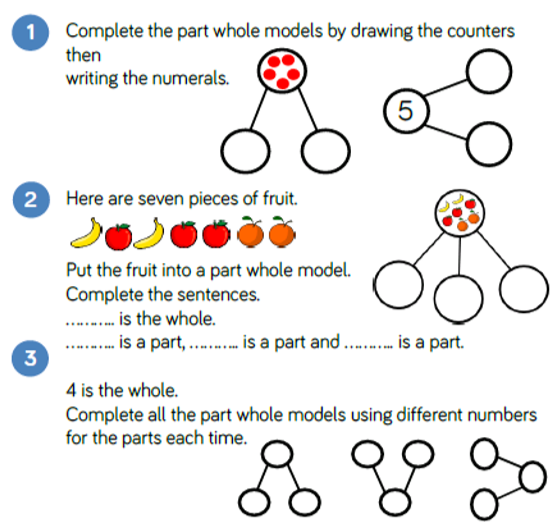 1
Complete the part whole models by drawing the counters
then
writing the numerals.
5
2
Here are seven pieces of fruit.
Put the fruit into a part whole model.
Complete the sentences.
……….. is the whole.
……….. is a part, ……….. is a part and ……….. is a part.
3
4 is the whole.
Complete all the part whole models using different numbers
for the parts each time.